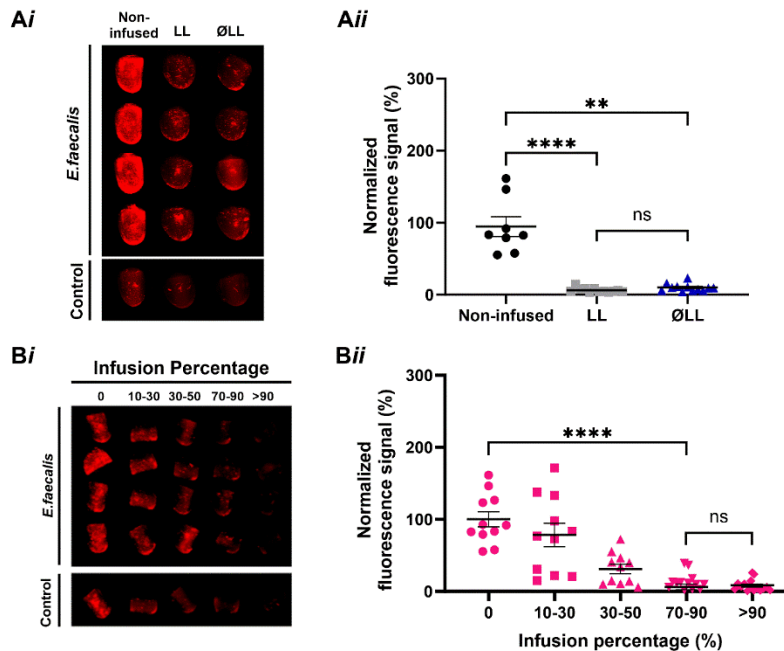 Ai
Non-
infused LL ØLL
E.faecalis
Control
Aii
Normalized
fluorescence signal (%)
300
200
100
0
**
****
ns
Non-infused LL ØLL
Bi
Infusion Percentage
0 10-30 30-50 70-90 >90
E.faecalis
Control
Bii
Normalized
fluorescence signal (%)
300
200
100
0
****
ns
0 10-30 30-50 70-90 >90
Infusion percentage (%)